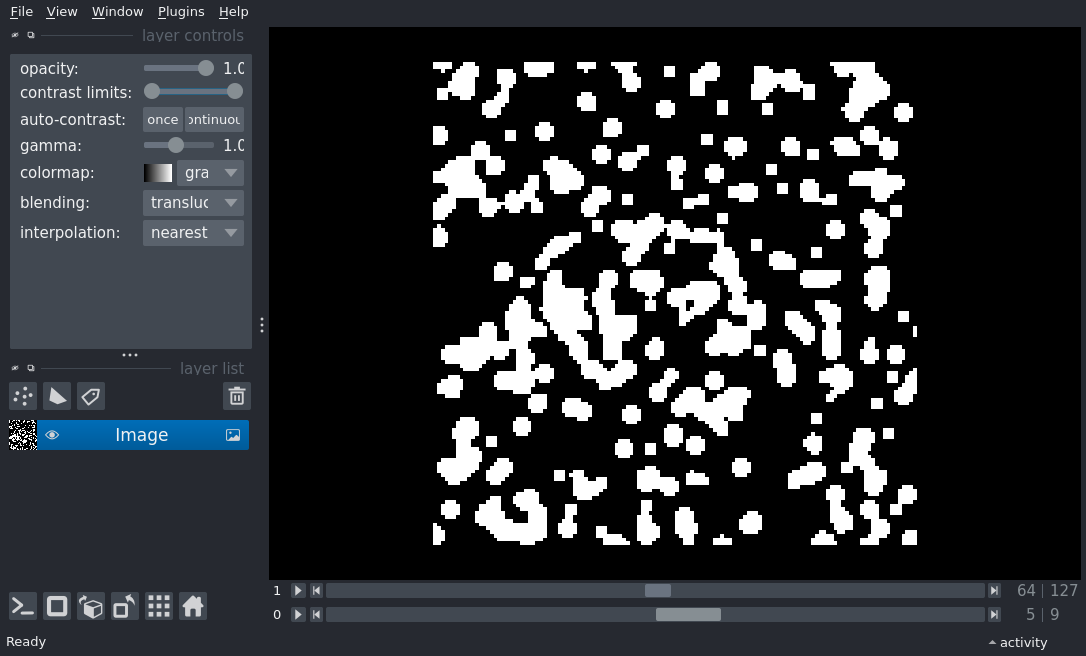 File View Window Plugins Help
layer controls
opacity: 1.0
contrast limits:
auto-contrast: once ontinuou
gamma: 1.0
colormap: gra
blending: transluc
interpolation: nearest
layer list
Image
1 64 | 127
0 5 | 9
Ready activity